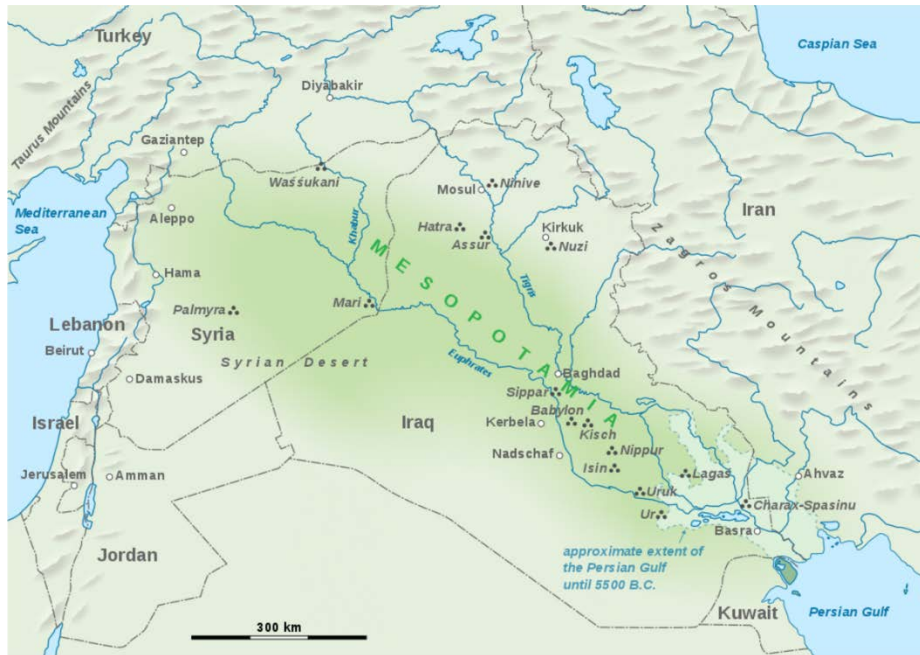 Turkey
Caspian Sea
Diyabakir
Taurus Mountains
Gaziantep
Waššukani
Mosul
Ninive
Mediterranean
Sea
Aleppo
Khabur
Hatra
Assur
Kirkuk
Nuzi
Iran
Zagros Mountains
MESOPOTAMIA
Hama
Tigris
Mari
Palmyra
Syria
Lebanon
Beirut
Syrian Desert
Euphrates
Baghdad
Damaskus
Sippar
Israel
Iraq
Babylon
Kerbela
Kisch
Nippur
Nadschaf
Isin
Lagaš
Ahvaz
Jerusalem
Amman
Uruk
Charax-Spasinu
Ur
Basra
Jordan
approximate extent of
the Persian Gulf
until 5500 B.C.
Kuwait
Persian Gulf
300 km